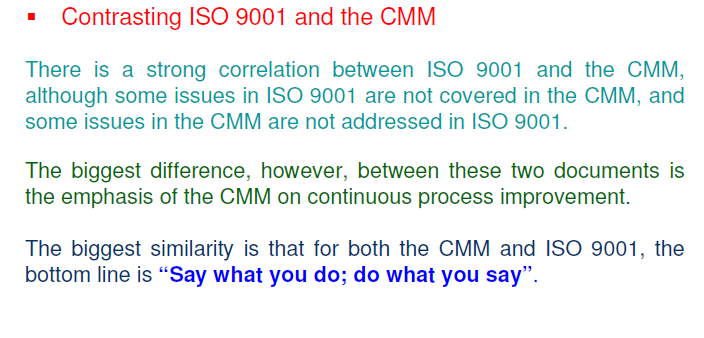 ▪ Contrasting ISO 9001 and the CMM
There is a strong correlation between ISO 9001 and the CMM,
although some issues in ISO 9001 are not covered in the CMM, and
some issues in the CMM are not addressed in ISO 9001.
The biggest difference, however, between these two documents is
the emphasis of the CMM on continuous process improvement.
The biggest similarity is that for both the CMM and ISO 9001, the
bottom line is “Say what you do; do what you say”.